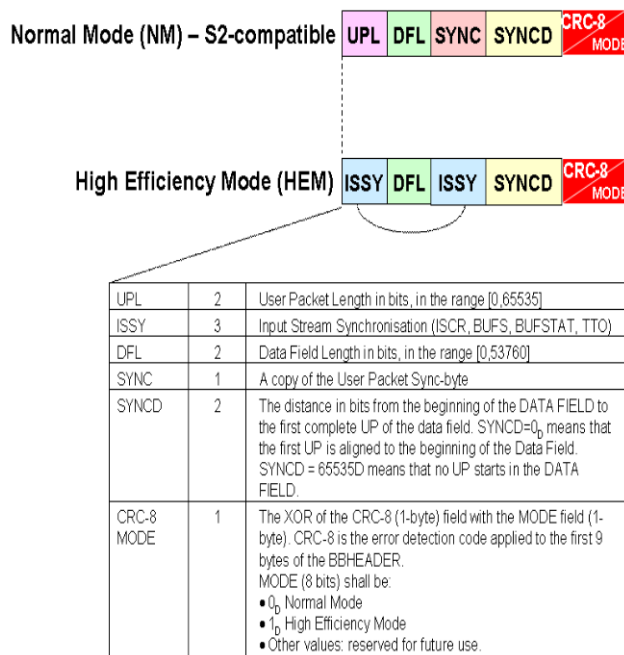 Normal Mode (NM) – S2-compatible
UPL DFL SYNC SYNCD CRC-8 MODE
High Efficiency Mode (HEM)
ISSY DFL ISSY SYNCD CRC-8 MODE
UPL 2 User Packet Length in bits, in the range [0,65535]
ISSY 3 Input Stream Synchronisation (ISCR, BUFS, BUFSTAT, TTO)
DFL 2 Data Field Length in bits, in the range [0,53760]
SYNC 1 A copy of the User Packet Sync-byte
SYNCD 2 The distance in bits from the beginning of the DATA FIELD to
the first complete UP of the data field. SYNCD=0D means that
the first UP is aligned to the beginning of the Data Field.
SYNCD = 65535D means that no UP starts in the DATA
FIELD.
CRC-8 1 The XOR of the CRC-8 (1-byte) field with the MODE field (1-
MODE byte). CRC-8 is the error detection code applied to the first 9
bytes of the BBHEADER.
MODE (8 bits) shall be:
• 0D Normal Mode
• 1D High Efficiency Mode
• Other values: reserved for future use.